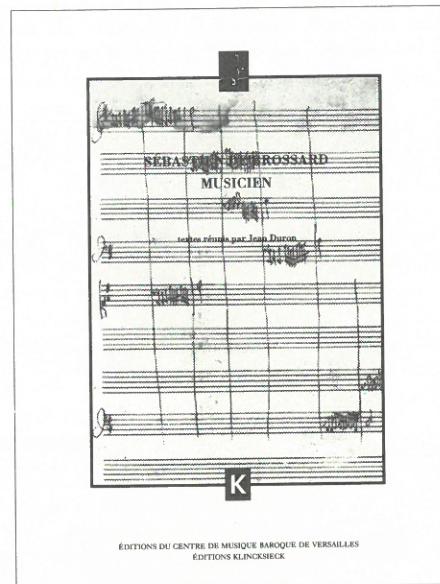 SÉBASTIEN DE BROSSARD
MUSICIEN
textes réunis par Jean Duron
K
ÉDITIONS DU CENTRE DE MUSIQUE BAROQUE DE VERSAILLES
ÉDITIONS KLINCKSIECK